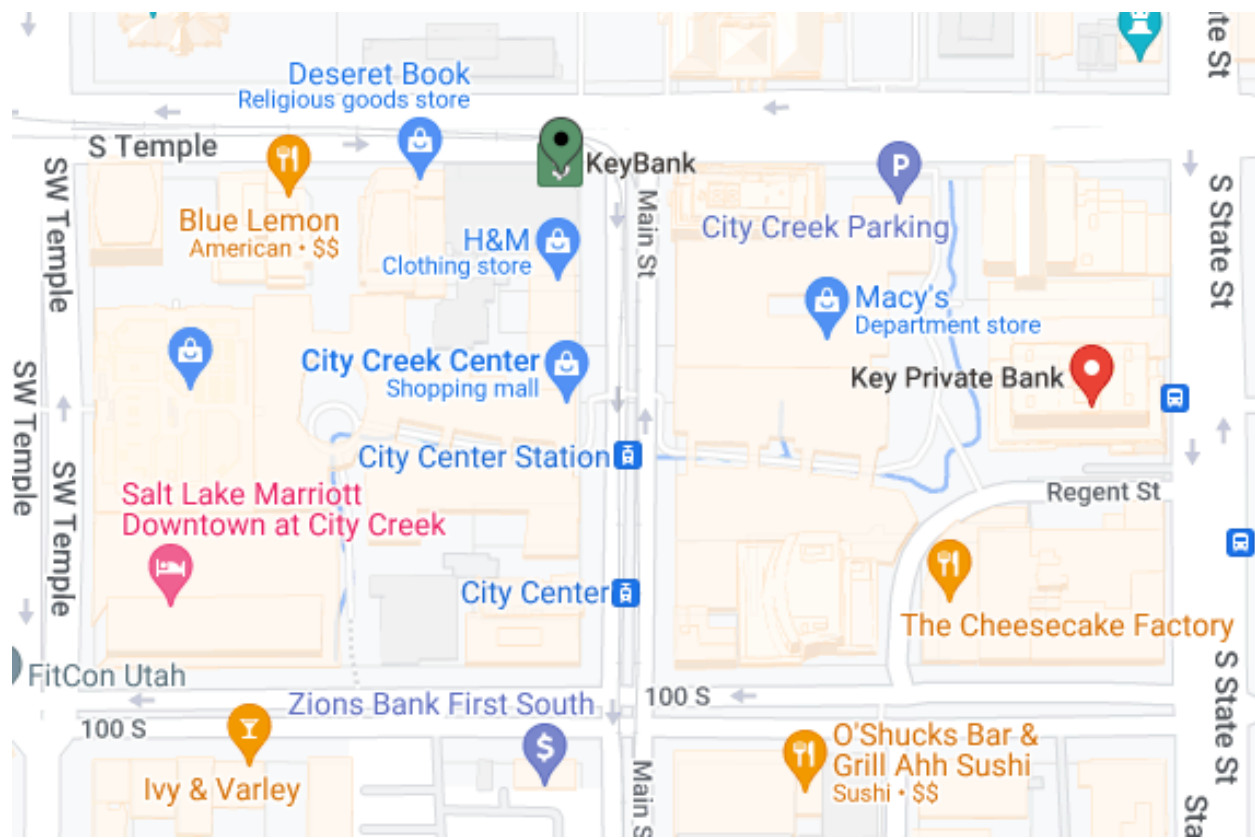 te St
Deseret Book
Religious goods store
S Temple
KeyBank
SW Temple
Blue Lemon
American • $$
Main St
P
City Creek Parking
S State St
H&M
Clothing store
Macy's
Department store
City Creek Center
Shopping mall
Key Private Bank
SW Temple
City Center Station
SW Temple
Salt Lake Marriott
Downtown at City Creek
Regent St
City Center
The Cheesecake Factory
FitCon Utah
100 S
S State St
Zions Bank First South
100 S
$
O'Shucks Bar &
Grill Ahh Sushi
Sushi • $$
Ivy & Varley
Main S
Sta